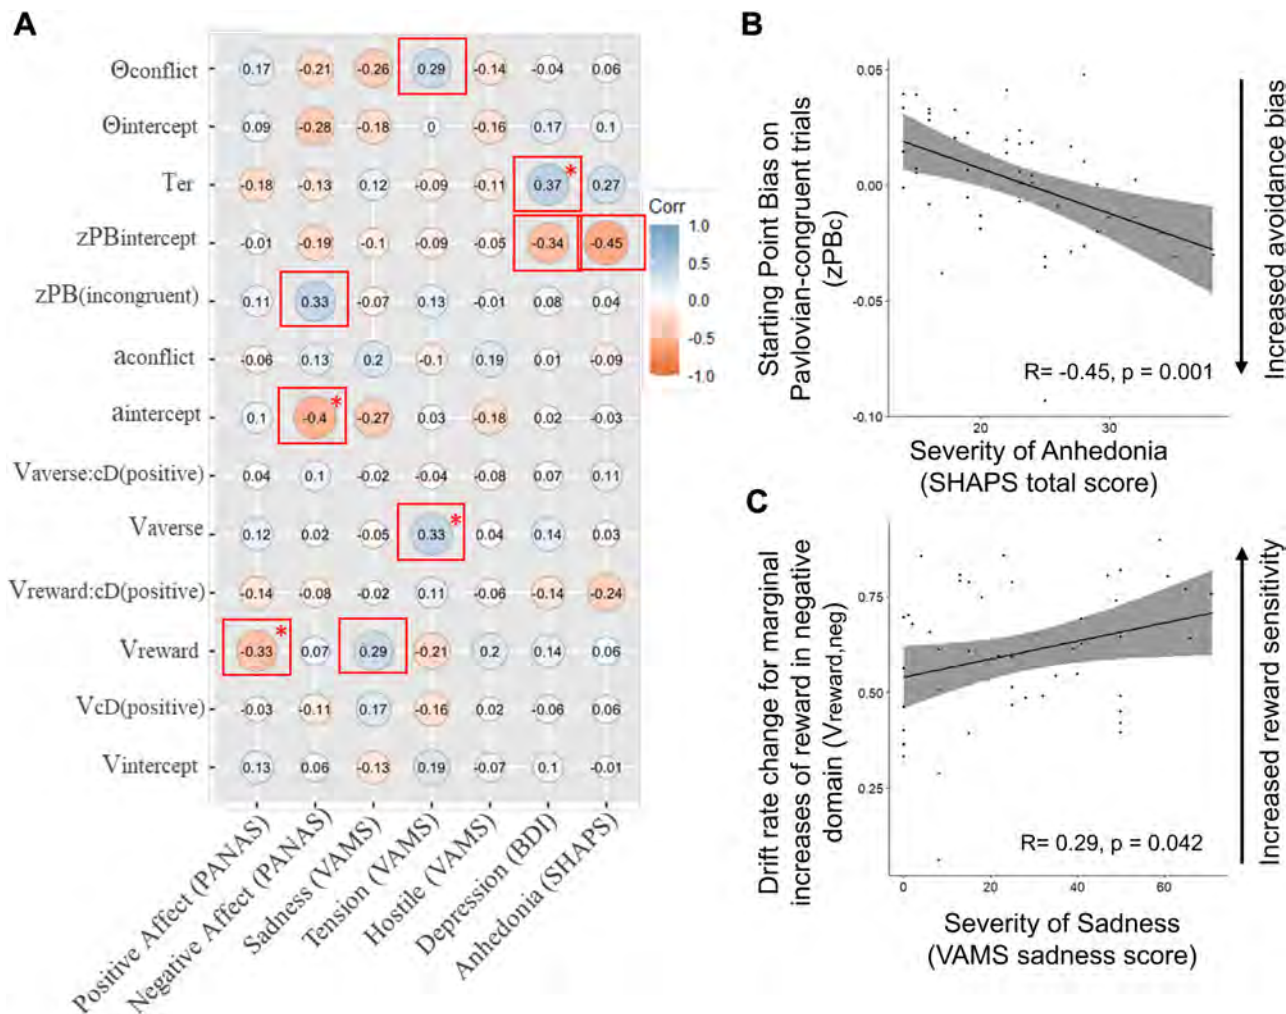 A
Θconflict 0.17 -0.21 -0.26 0.29 -0.14 -0.04 0.06
Θintercept 0.09 -0.28 -0.18 0 -0.16 0.17 0.1
Ter -0.18 -0.13 0.12 -0.09 -0.11 0.37 * 0.27
zPBintercept -0.01 -0.19 -0.1 -0.09 -0.05 -0.34 -0.45
zPB(incongruent) 0.11 0.33 -0.07 0.13 -0.01 0.08 0.04
aconflict -0.06 0.13 0.2 -0.1 0.19 0.01 -0.09
aintercept 0.1 -0.4 * -0.27 0.03 -0.18 0.02 -0.03
Vaverse:cD(positive) 0.04 0.1 -0.02 -0.04 -0.08 0.07 0.11
Vaverse 0.12 0.02 -0.05 0.33 * 0.04 0.14 0.03
Vreward:cD(positive) -0.14 -0.08 -0.02 0.11 -0.06 -0.14 -0.24
Vreward -0.33 * 0.07 0.29 -0.21 0.2 0.14 0.06
VcD(positive) -0.03 -0.11 0.17 -0.16 0.02 -0.06 0.06
Vintercept 0.13 0.06 -0.13 0.19 -0.07 0.1 -0.01
Positive Affect (PANAS)
Negative Affect (PANAS)
Sadness (VAMS)
Tension (VAMS)
Hostile (VAMS)
Depression (BDI)
Anhedonia (SHAPS)
Corr
1.0
0.5
0.0
-0.5
-1.0
B
Starting Point Bias on
Pavlovian-congruent trials
(zPBc)
0.05
0.00
-0.05
-0.10
R= -0.45, p = 0.001
20 30
Severity of Anhedonia
(SHAPS total score)
Increased avoidance bias
C
Drift rate change for marginal
increases of reward in negative
domain (Vreward,neg)
0.75
0.50
0.25
R= 0.29, p = 0.042
0 20 40 60
Severity of Sadness
(VAMS sadness score)
Increased reward sensitivity